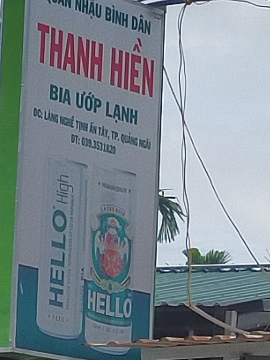 QUÁN NHẬU BÌNH DÂN
THANH HIỀN
BIA ƯỚP LẠNH
ĐC: LÀNG NGHỀ TỊNH ẤN TÂY, TP. QUẢNG NGÃI
ĐT: 039.3531820
HELLO High
BIA
HELLO